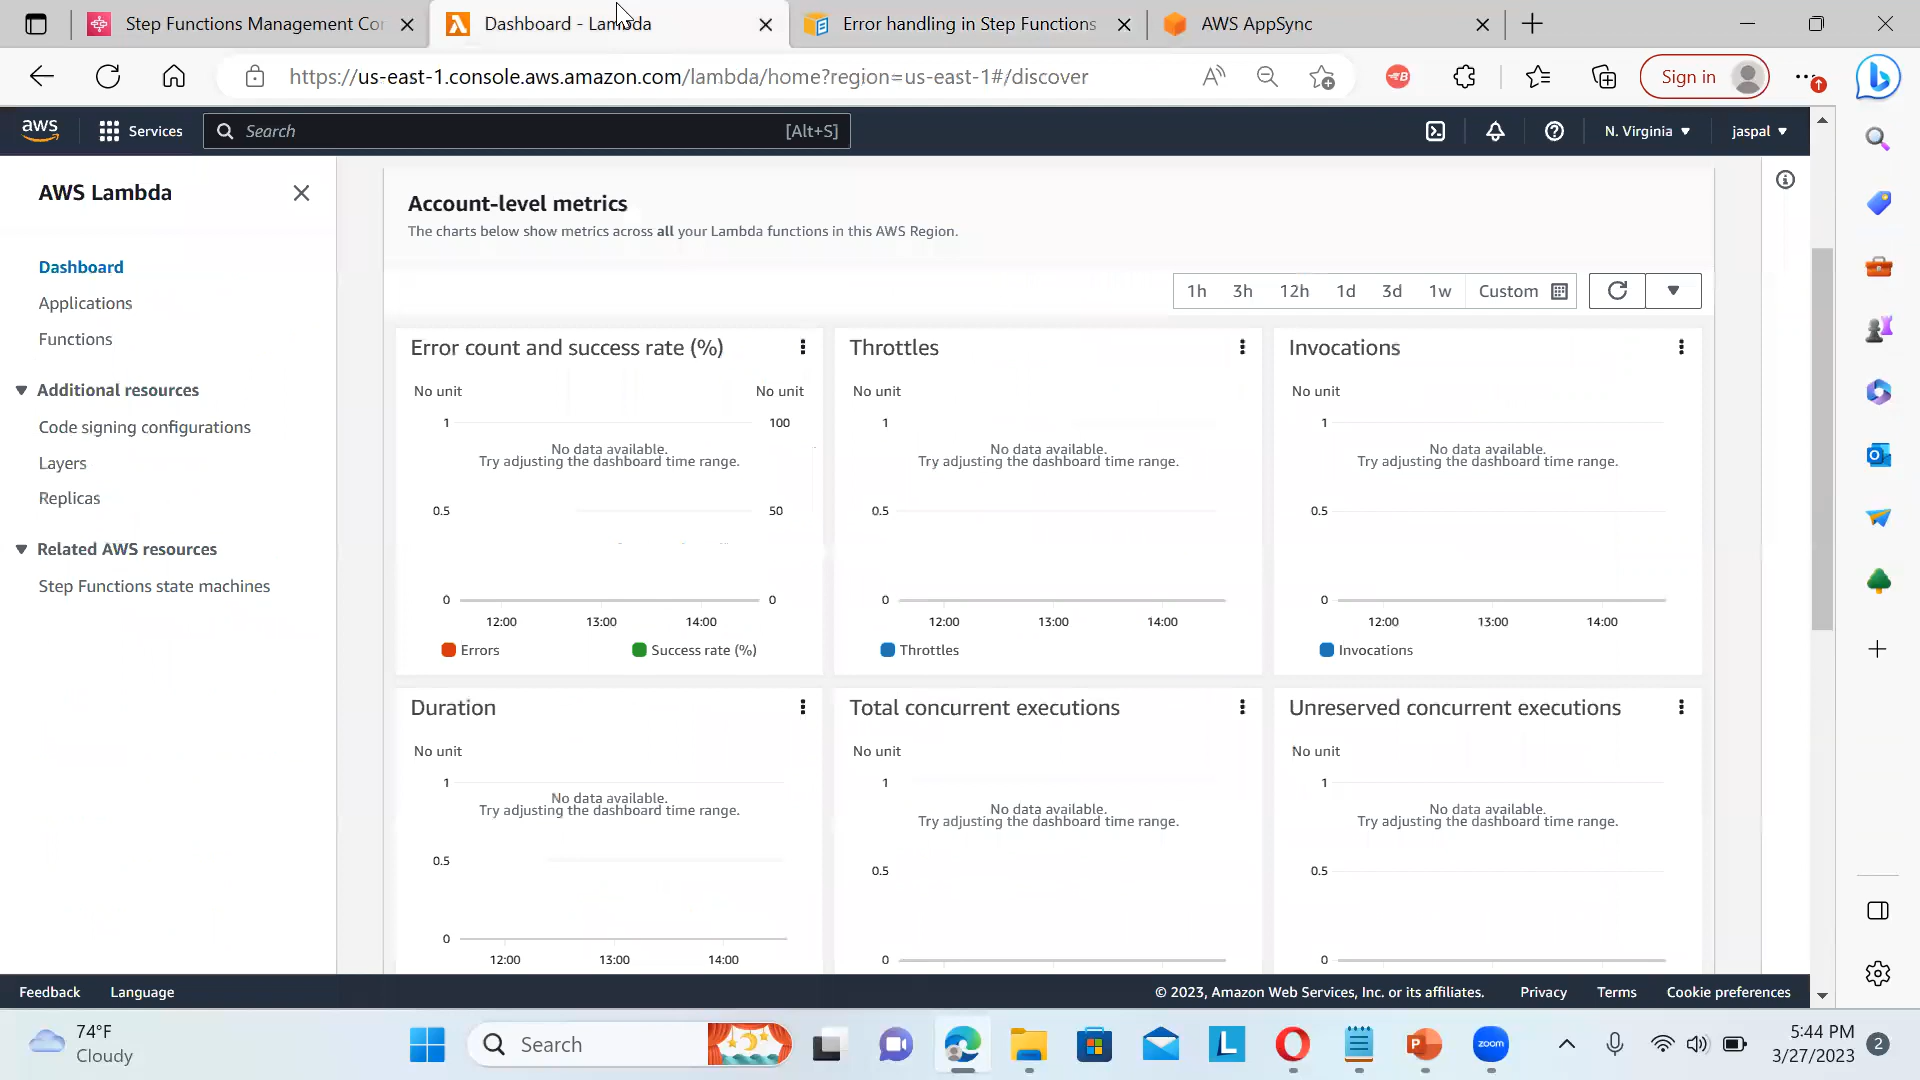 Step Functions Management Cor
Dashboard - Lambda
Error handling in Step Functions
AWS AppSync
https://us-east-1.console.aws.amazon.com/lambda/home?region=us-east-1#/discover
Sign in
aws
Services
Search
[Alt+S]
N. Virginia
jaspal
AWS Lambda
Dashboard
Applications
Functions
Additional resources
Code signing configurations
Layers
Replicas
Related AWS resources
Step Functions state machines
Account-level metrics
The charts below show metrics across all your Lambda functions in this AWS Region.
1h 3h 12h 1d 3d 1w Custom
Error count and success rate (%)
No unit
No unit
1
100
No data available.
Try adjusting the dashboard time range.
0.5
50
0
0
12:00 13:00 14:00
Errors
Success rate (%)
Throttles
No unit
1
No data available.
Try adjusting the dashboard time range.
0.5
0
12:00 13:00 14:00
Throttles
Invocations
No unit
1
No data available.
Try adjusting the dashboard time range.
0.5
0
12:00 13:00 14:00
Invocations
Duration
No unit
1
No data available.
Try adjusting the dashboard time range.
0.5
0
12:00 13:00 14:00
Total concurrent executions
No unit
1
No data available.
Try adjusting the dashboard time range.
0.5
0
Unreserved concurrent executions
No unit
1
No data available.
Try adjusting the dashboard time range.
0.5
0
Feedback
Language
© 2023, Amazon Web Services, Inc. or its affiliates.
Privacy
Terms
Cookie preferences
74°F
Cloudy
Search
zoom
5:44 PM
3/27/2023
2